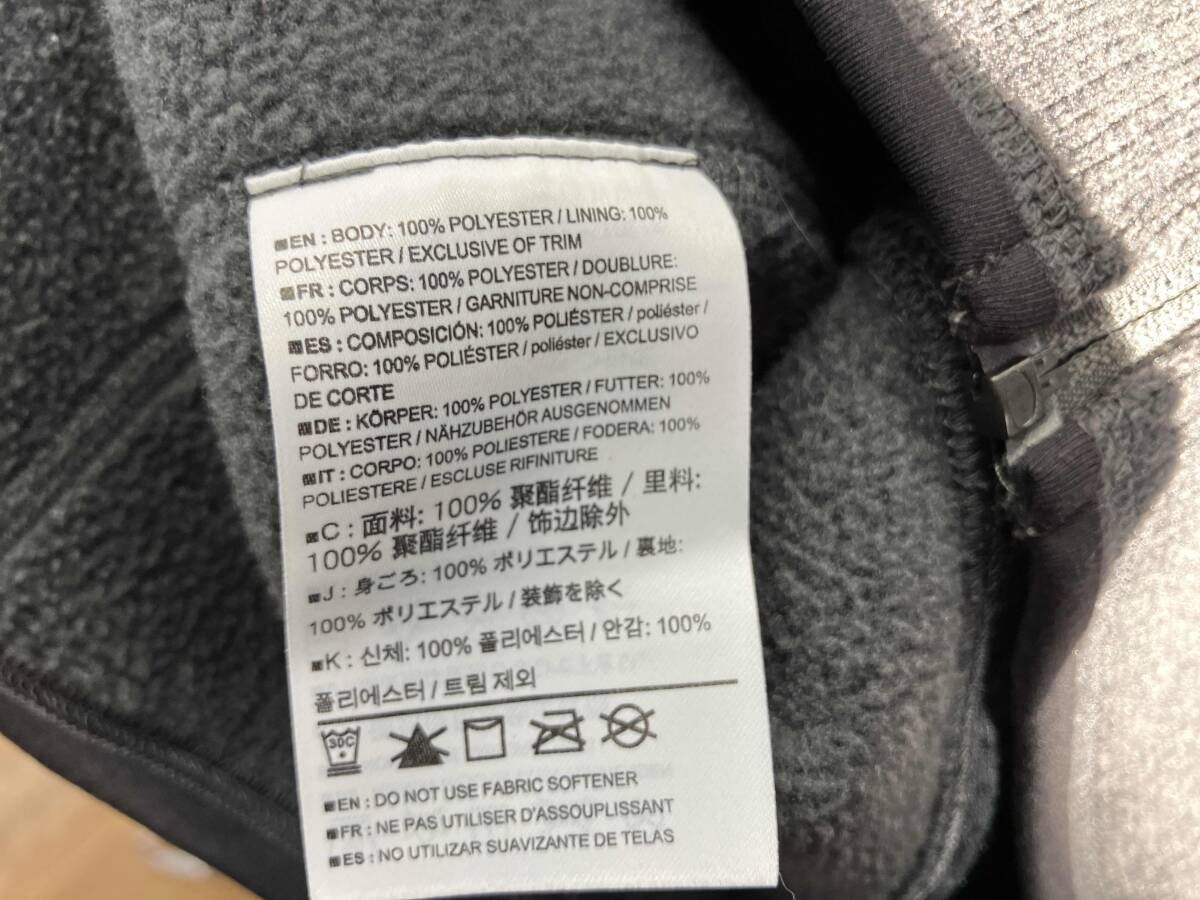 EN : BODY: 100% POLYESTER / LINING: 100%
POLYESTER / EXCLUSIVE OF TRIM
FR : CORPS: 100% POLYESTER / DOUBLURE:
100% POLYESTER / GARNITURE NON-COMPRISE
ES : COMPOSICIÓN: 100% POLIÉSTER / poliéster /
FORRO: 100% POLIÉSTER / poliéster / EXCLUSIVO
DE CORTE
DE : KÖRPER: 100% POLYESTER / FUTTER: 100%
POLYESTER / NÄHZUBEHÖR AUSGENOMMEN
IT : CORPO: 100% POLIESTERE / FODERA: 100%
POLIESTERE / ESCLUSE RIFINITURE
C : 面料: 100% 聚酯纤维 / 里料:
100% 聚酯纤维 / 饰边除外
J : 身ごろ: 100% ポリエステル / 裏地:
100% ポリエステル / 装飾を除く
K : 신체: 100% 폴리에스터 / 안감: 100%
폴리에스터 / 트림 제외
30C
EN : DO NOT USE FABRIC SOFTENER
FR : NE PAS UTILISER D'ASSOUPLISSANT
ES : NO UTILIZAR SUAVIZANTE DE TELAS